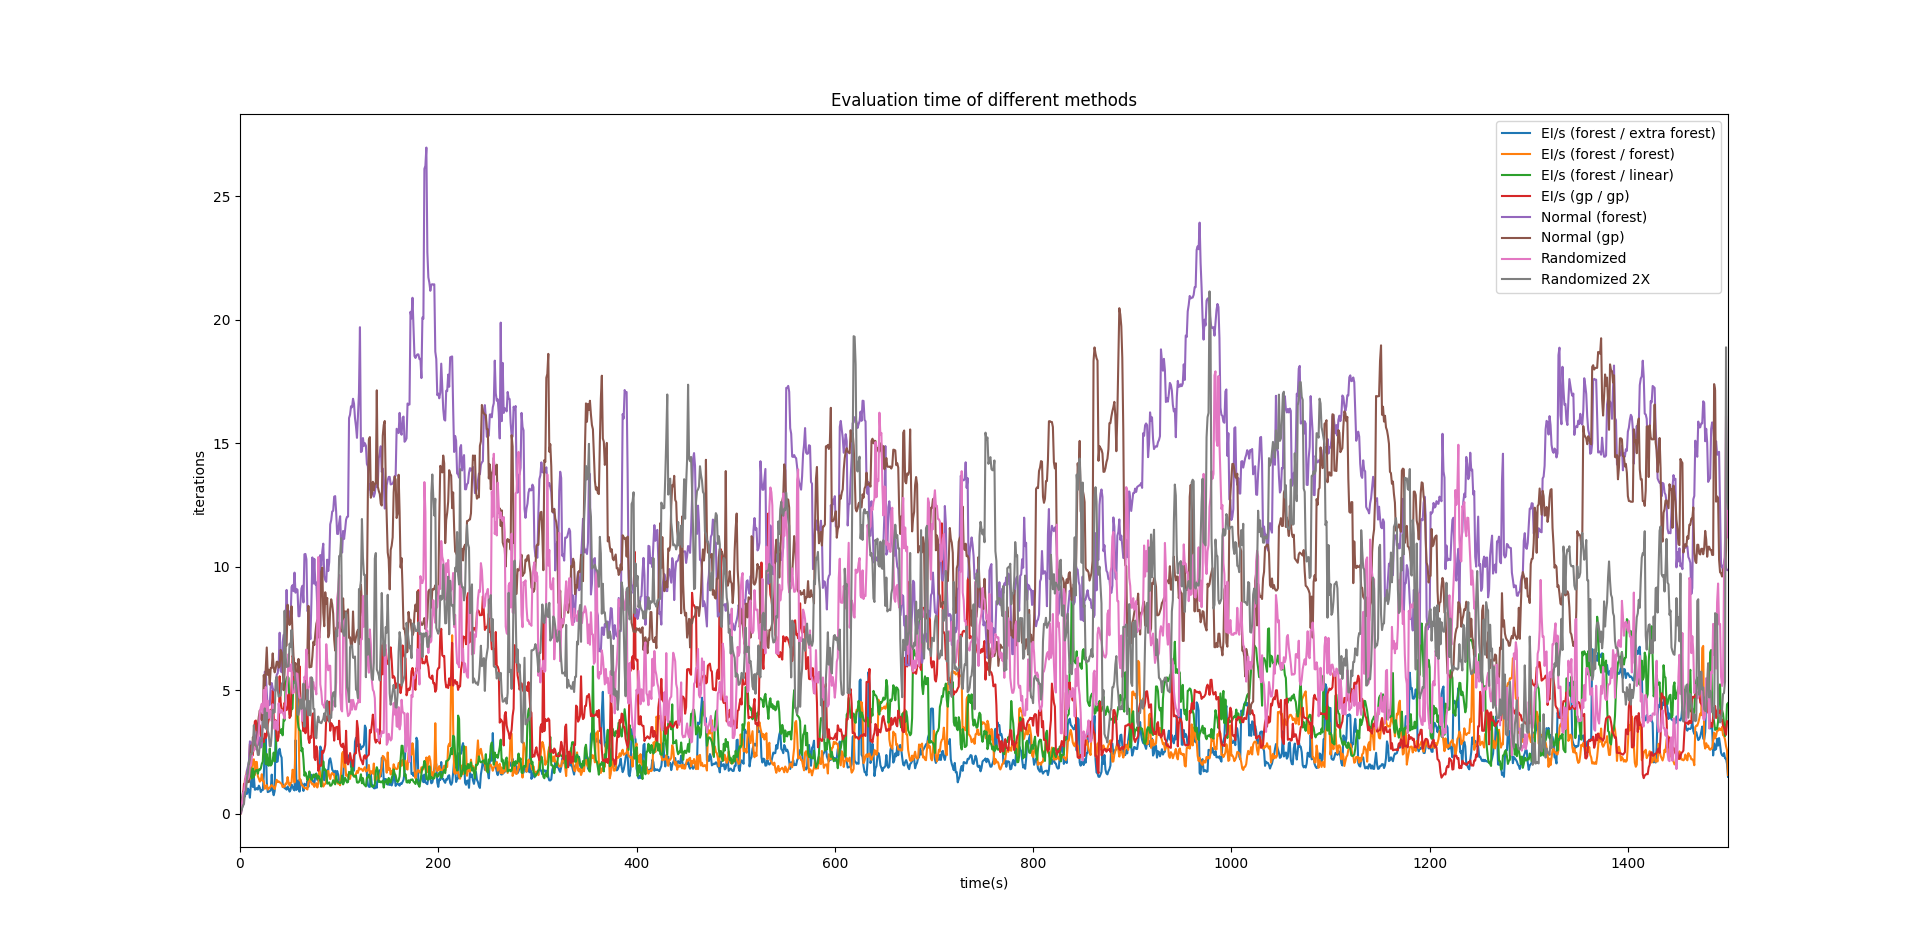 Evaluation time of different methods
EI/s (forest / extra forest)
EI/s (forest / forest)
EI/s (forest / linear)
EI/s (gp / gp)
Normal (forest)
Normal (gp)
Randomized
Randomized 2X
iterations
25
20
15
10
5
0
0 200 400 600 800 1000 1200 1400
time(s)